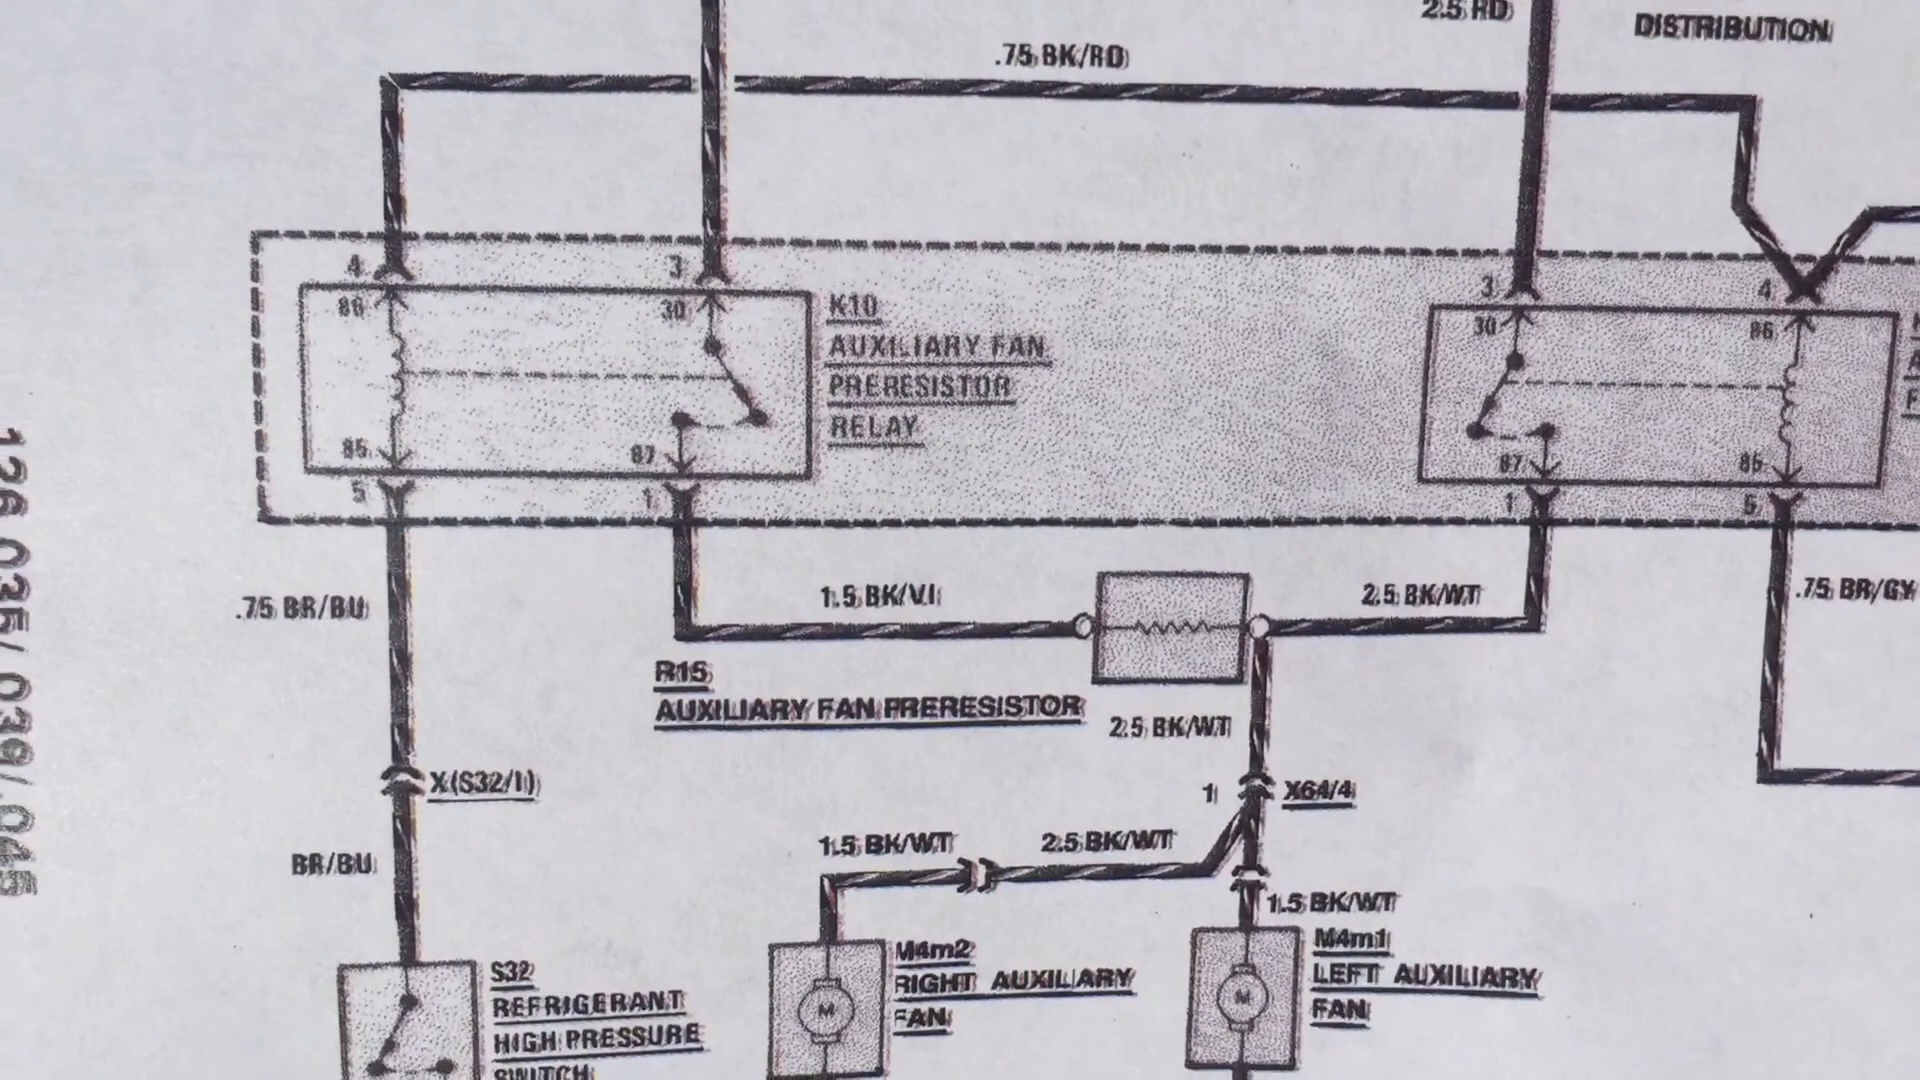 2.5 RD
DISTRIBUTION
.75 BK/RD
4
3
3
4
86
30
30
86
K10
AUXILIARY FAN
PRERESISTOR
RELAY
85
87
87
85
5
1
1
5
.75 BR/BU
1.5 BK/VI
2.5 BK/WT
.75 BR/GY
R15
AUXILIARY FAN PRERESISTOR
2.5 BK/WT
X(S32/1)
1
X64/4
BR/BU
1.5 BK/WT
2.5 BK/WT
1.5 BK/WT
S32
REFRIGERANT
HIGH PRESSURE
SWITCH
M4m2
RIGHT AUXILIARY
FAN
M
M4m1
LEFT AUXILIARY
FAN
M
126.035/.039/.045